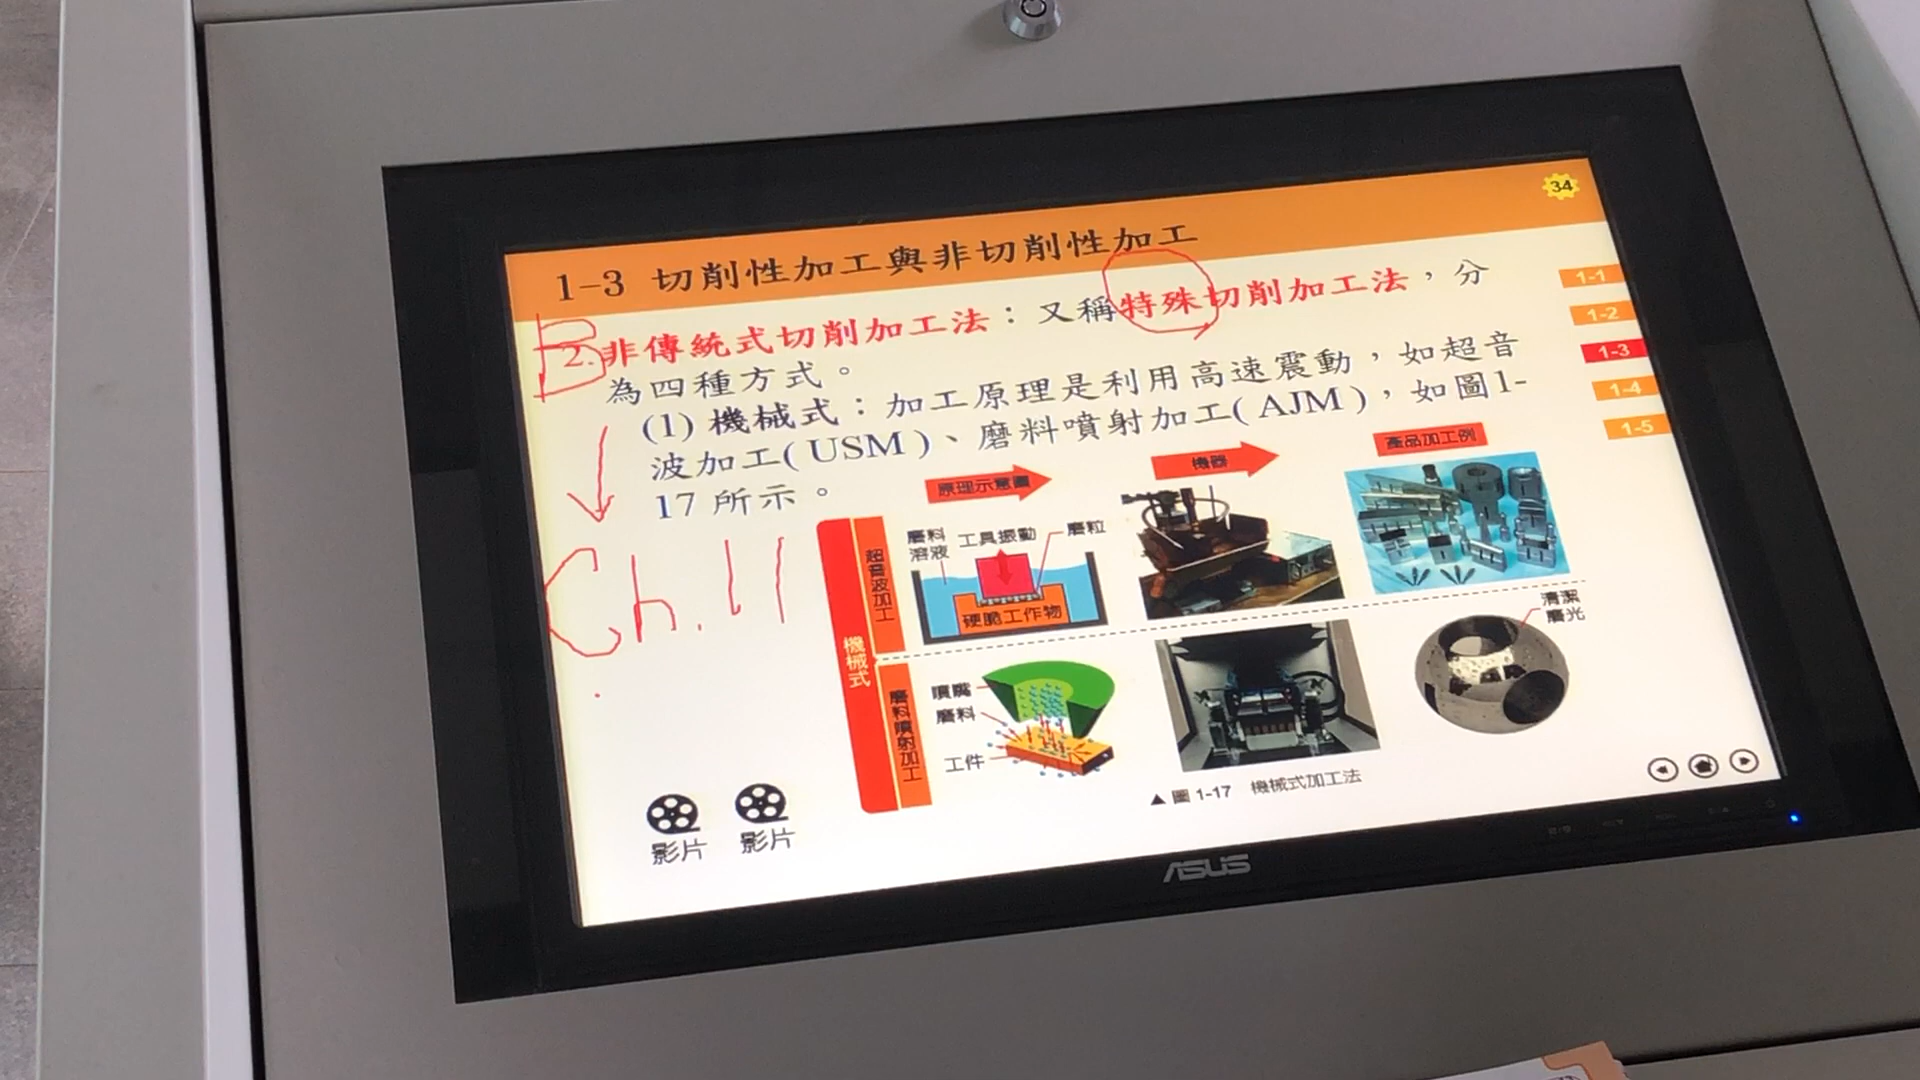 34
1-3 切削性加工與非切削性加工
B
2.非傳統式切削加工法：又稱特殊切削加工法，分
為四種方式。
(1) 機械式：加工原理是利用高速震動，如超音
波加工(USM)、磨料噴射加工(AJM)，如圖1-
17所示。
1-1
1-2
1-3
1-4
1-5
Ch.11
原理示意圖
機器
產品加工例
機械式
超音波加工
磨料溶液
工具振動
磨粒
硬脆工作物
磨料噴射加工
噴嘴
磨料
工件
清潔
磨光
▲圖 1-17 機械式加工法
影片
影片
ASUS